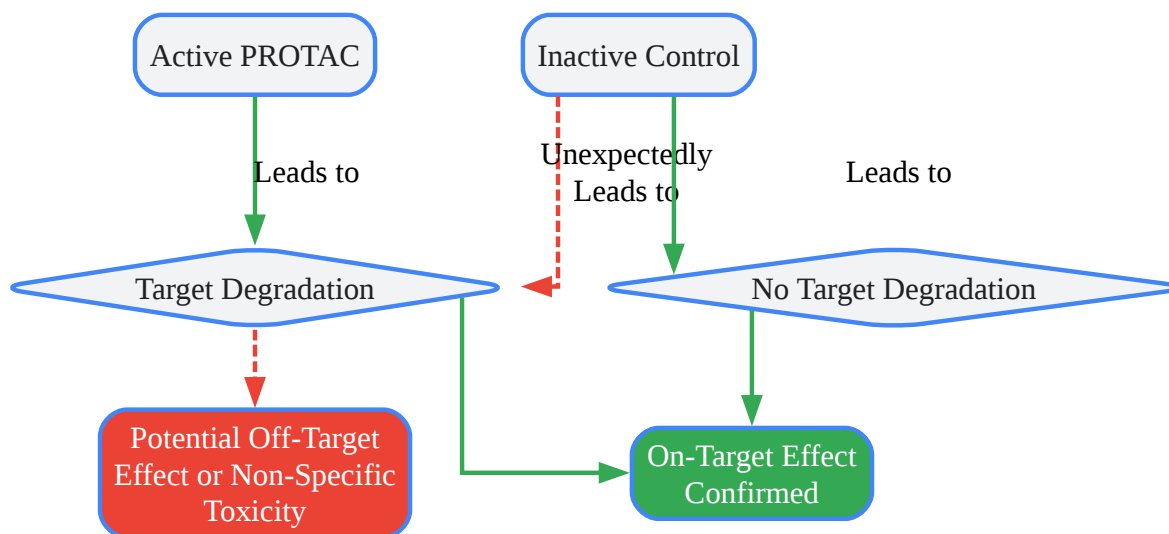 Active PROTAC
Inactive Control
Leads to
Unexpectedly
Leads to
Leads to
Target Degradation
No Target Degradation
Potential Off-Target
Effect or Non-Specific
Toxicity
On-Target Effect
Confirmed